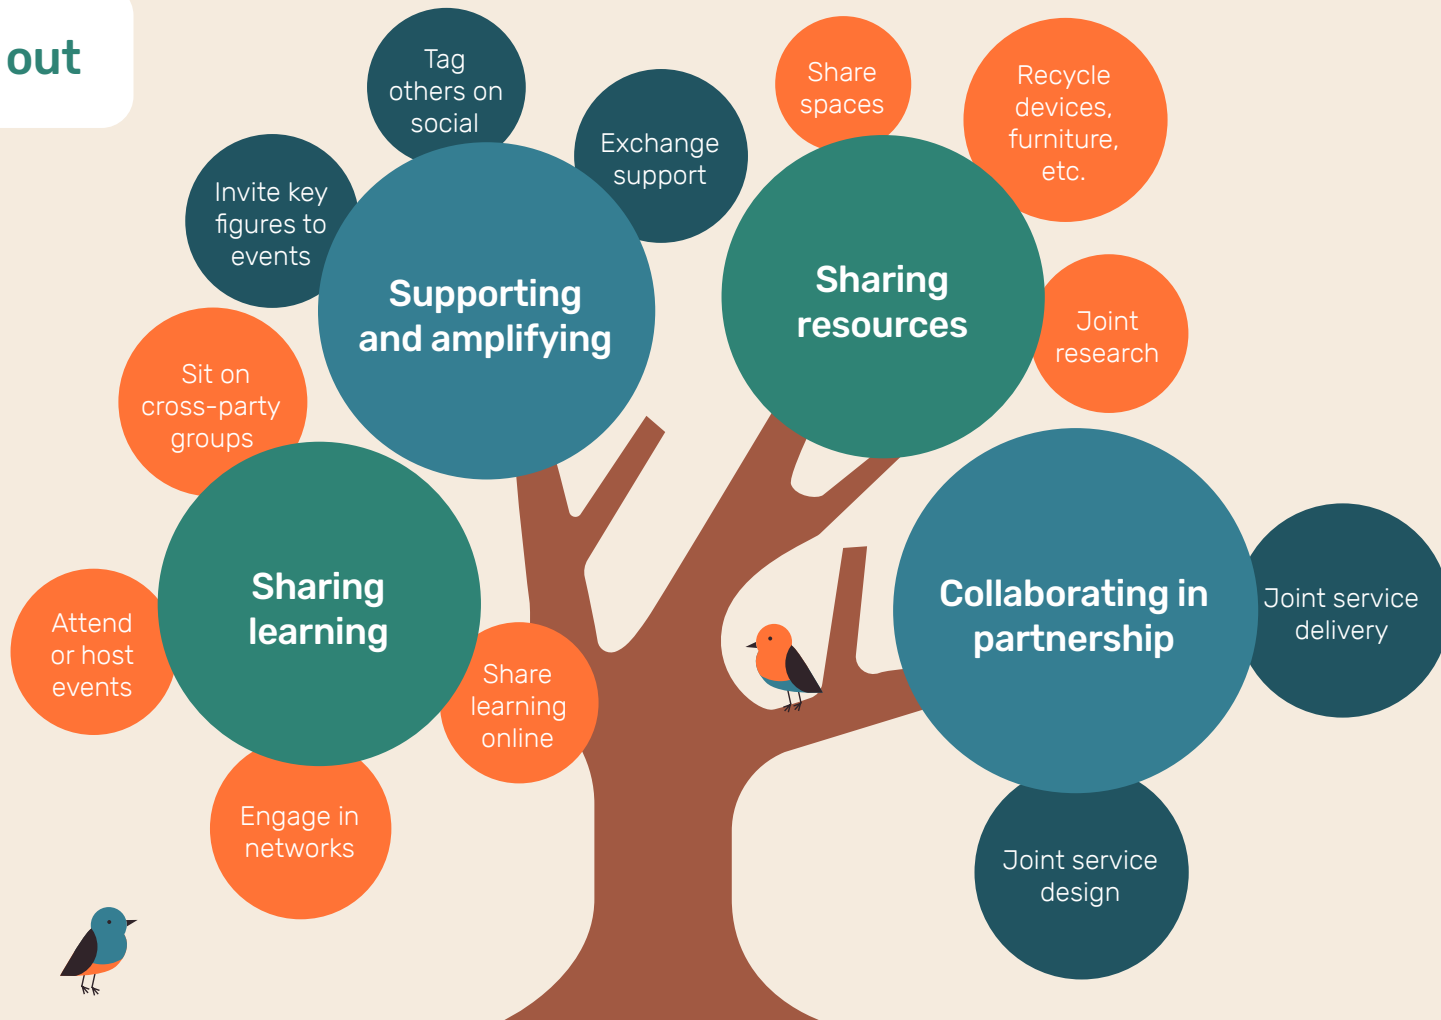 out
Tag
others on
social
Exchange
support
Invite key
figures to
events
Supporting
and amplifying
Share
spaces
Recycle
devices,
furniture,
etc.
Sharing
resources
Joint
research
Sit on
cross-party
groups
Sharing
learning
Attend
or host
events
Share
learning
online
Engage in
networks
Collaborating in
partnership
Joint service
delivery
Joint service
design